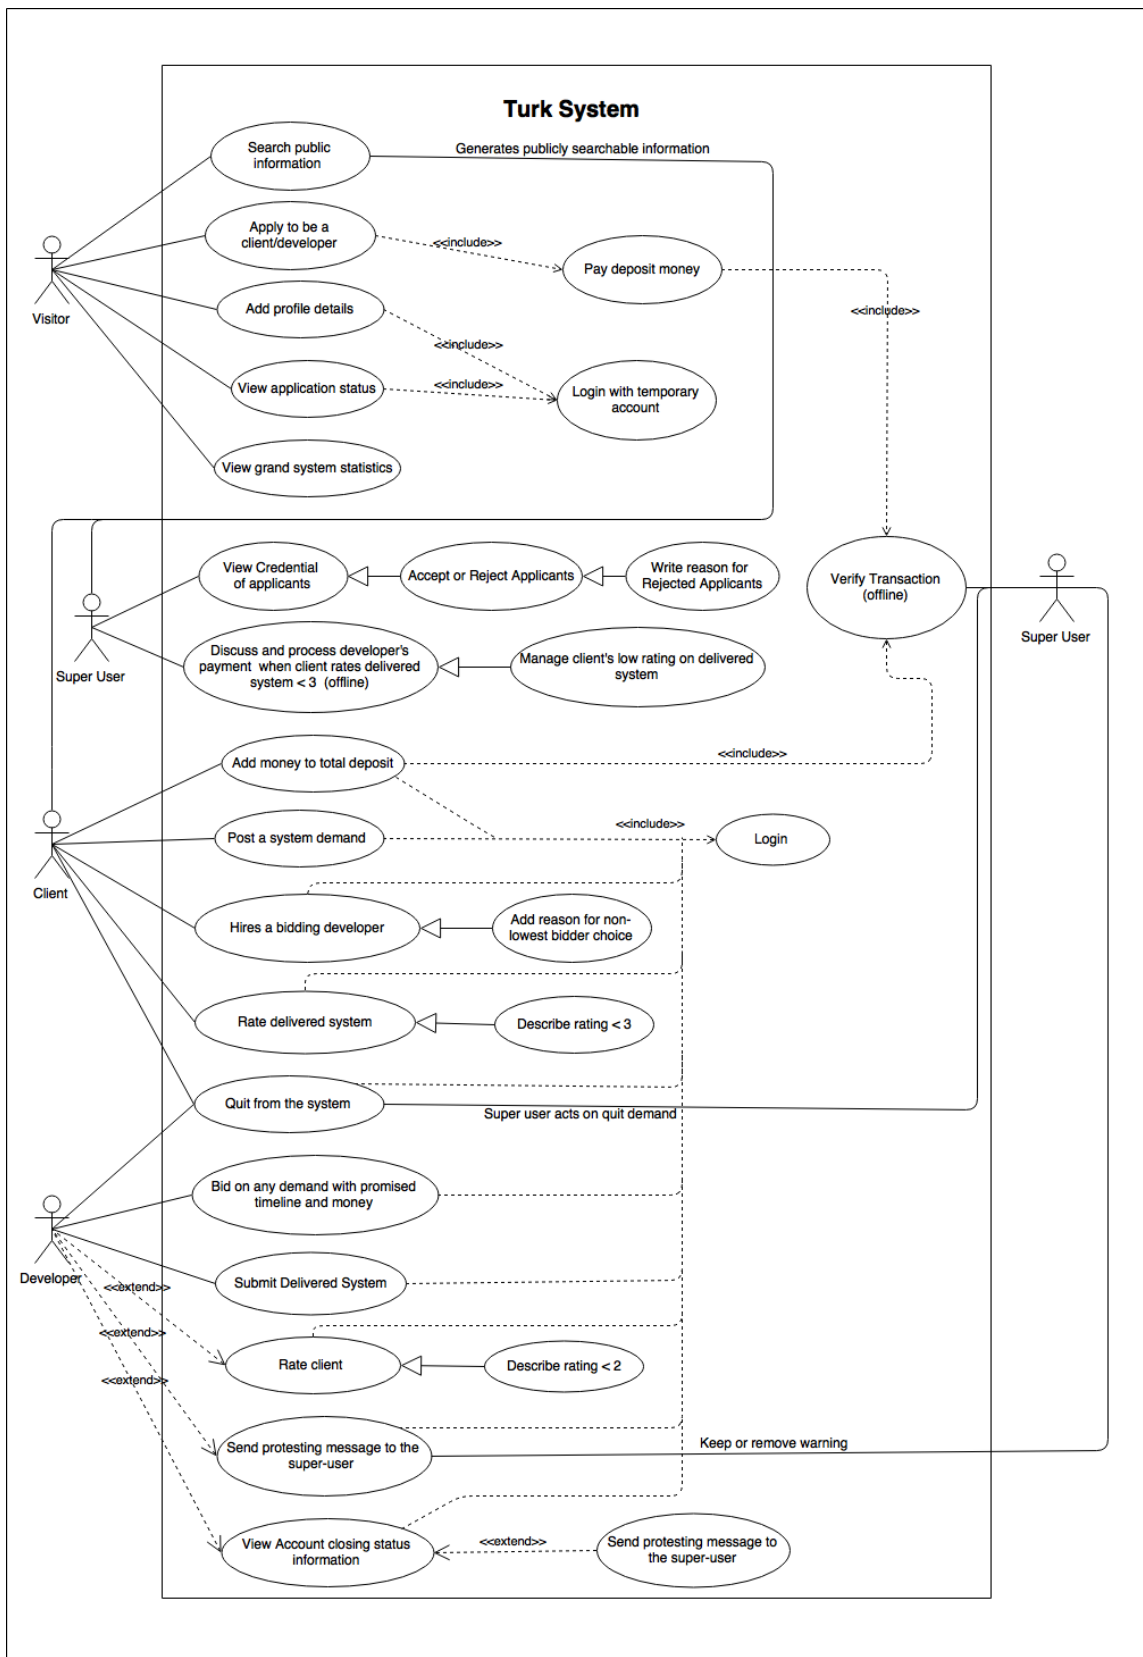 Turk System
Search public
information
Generates publicly searchable information
Apply to be a
client/developer
<<include>>
Pay deposit money
Visitor
Add profile details
<<include>>
<<include>>
View application status
<<include>>
Login with temporary
account
View grand system statistics
View Credential
of applicants
Accept or Reject Applicants
Write reason for
Rejected Applicants
Verify Transaction
(offline)
Super User
Super User
Discuss and process developer's
payment when client rates delivered
system < 3 (offline)
Manage client's low rating on delivered
system
Add money to total deposit
<<include>>
Post a system demand
<<include>>
Login
Client
Hires a bidding developer
Add reason for non-
lowest bidder choice
Rate delivered system
Describe rating < 3
Quit from the system
Super user acts on quit demand
Bid on any demand with promised
timeline and money
Developer
Submit Delivered System
<<extend>>
<<extend>>
<<extend>>
Rate client
Describe rating < 2
Send protesting message to the
super-user
Keep or remove warning
View Account closing status
information
<<extend>>
Send protesting message to
the super-user